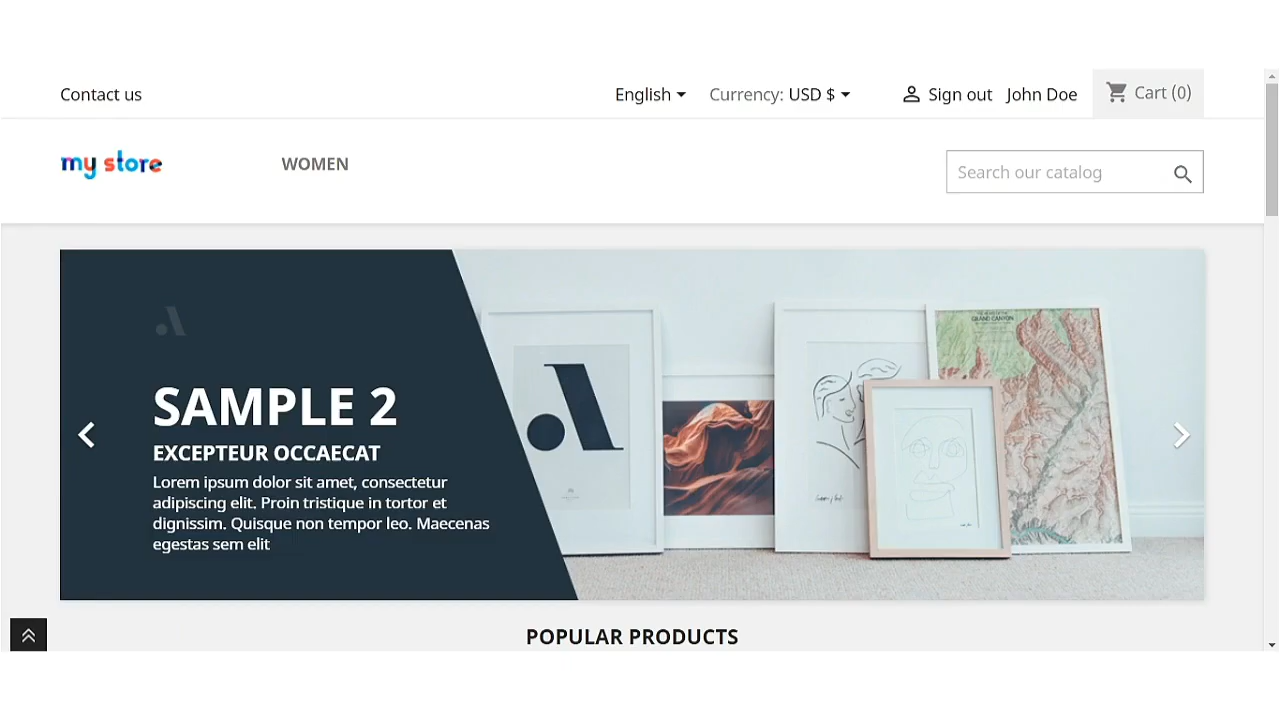 Contact us
English
Currency: USD $
Sign out
John Doe
Cart (0)
my store
WOMEN
Search our catalog
SAMPLE 2
EXCEPTEUR OCCAECAT
Lorem ipsum dolor sit amet, consectetur
adipiscing elit. Proin tristique in tortor et
dignissim. Quisque non tempor leo. Maecenas
egestas sem elit
GRAND CANYON
POPULAR PRODUCTS